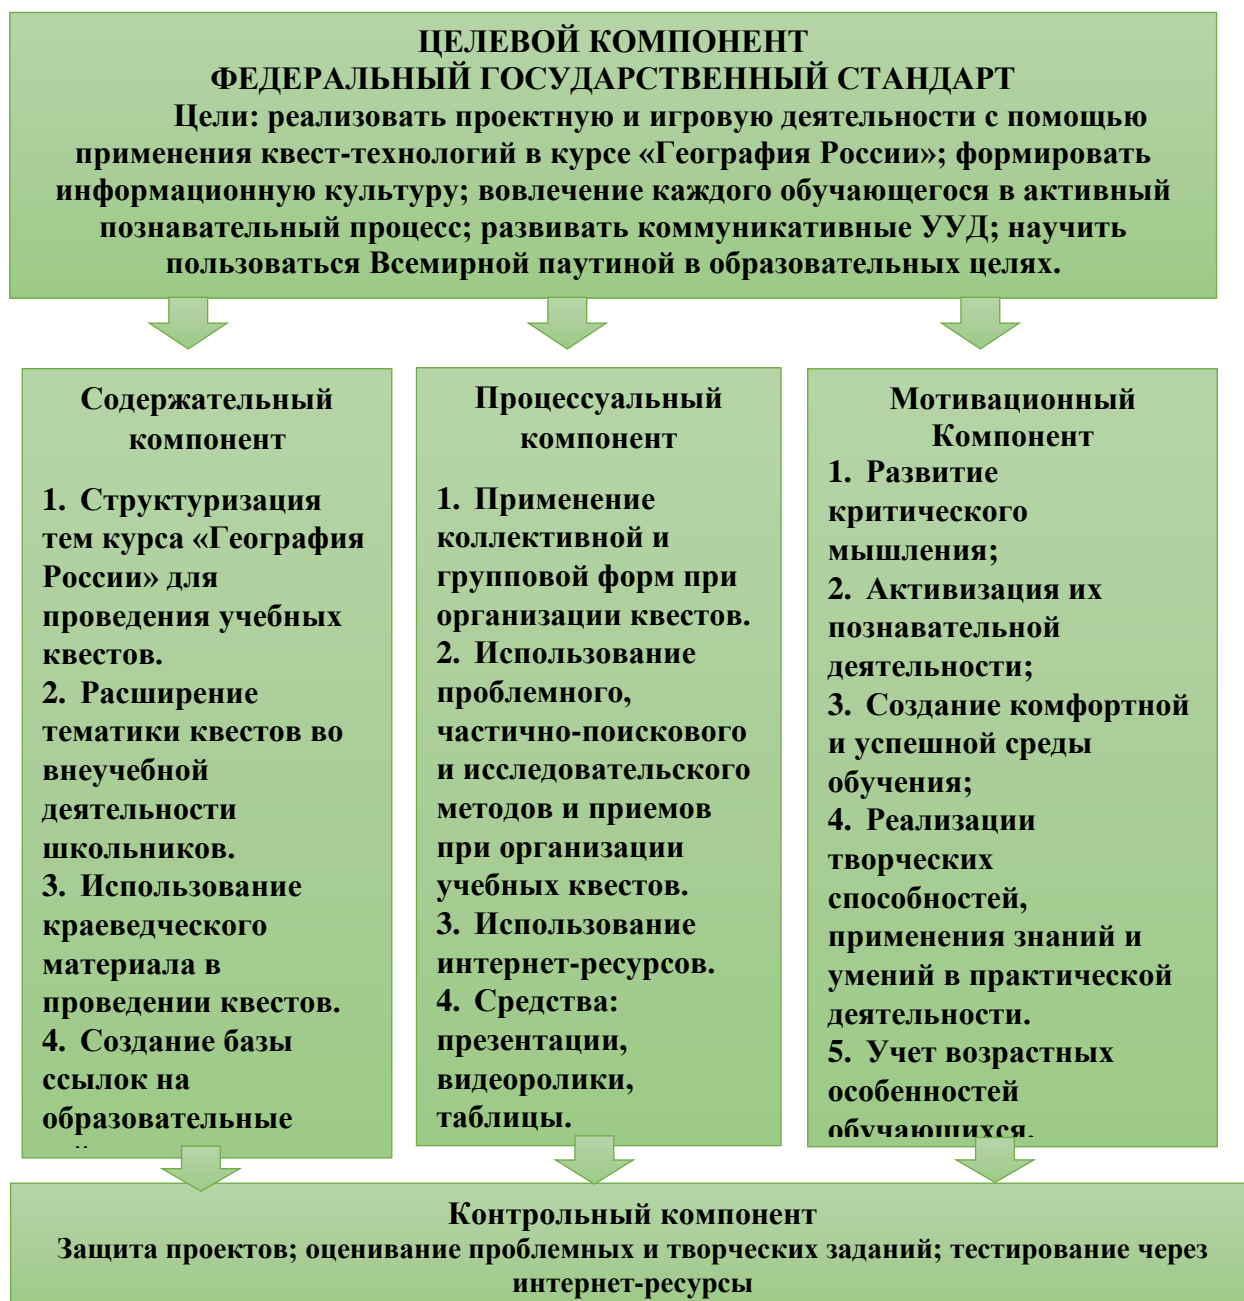 ЦЕЛЕВОЙ КОМПОНЕНТ
ФЕДЕРАЛЬНЫЙ ГОСУДАРСТВЕННЫЙ СТАНДАРТ
Цели: реализовать проектную и игровую деятельности с помощью
применения квест-технологий в курсе «География России»; формировать
информационную культуру; вовлечение каждого обучающегося в активный
познавательный процесс; развивать коммуникативные УУД; научить
пользоваться Всемирной паутиной в образовательных целях.
Содержательный
компонент
1. Структуризация
тем курса «География
России» для
проведения учебных
квестов.
2. Расширение
тематики квестов во
внеучебной
деятельности
школьников.
3. Использование
краеведческого
материала в
проведении квестов.
4. Создание базы
ссылок на
образовательные
Процессуальный
компонент
1. Применение
коллективной и
групповой форм при
организации квестов.
2. Использование
проблемного,
частично-поискового
и исследовательского
методов и приемов
при организации
учебных квестов.
3. Использование
интернет-ресурсов.
4. Средства:
презентации,
видеоролики,
таблицы.
Мотивационный
Компонент
1. Развитие
критического
мышления;
2. Активизация их
познавательной
деятельности;
3. Создание комфортной
и успешной среды
обучения;
4. Реализации
творческих
способностей,
применения знаний и
умений в практической
деятельности.
5. Учет возрастных
особенностей
обучающихся.
Контрольный компонент
Защита проектов; оценивание проблемных и творческих заданий; тестирование через
интернет-ресурсы